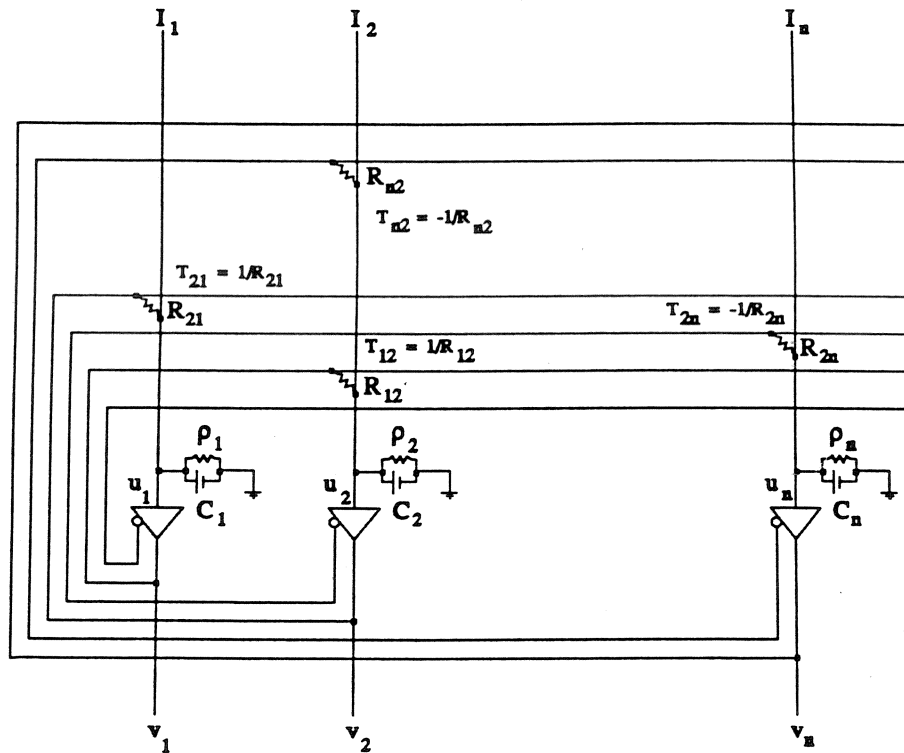 I1 I2 In
Rn2
Tn2 = -1/Rn2
T21 = 1/R21
R21
T2n = -1/R2n
R2n
T12 = 1/R12
R12
ρ1 ρ2 ρn
u1 u2 un
C1 C2 Cn
v1 v2 vn